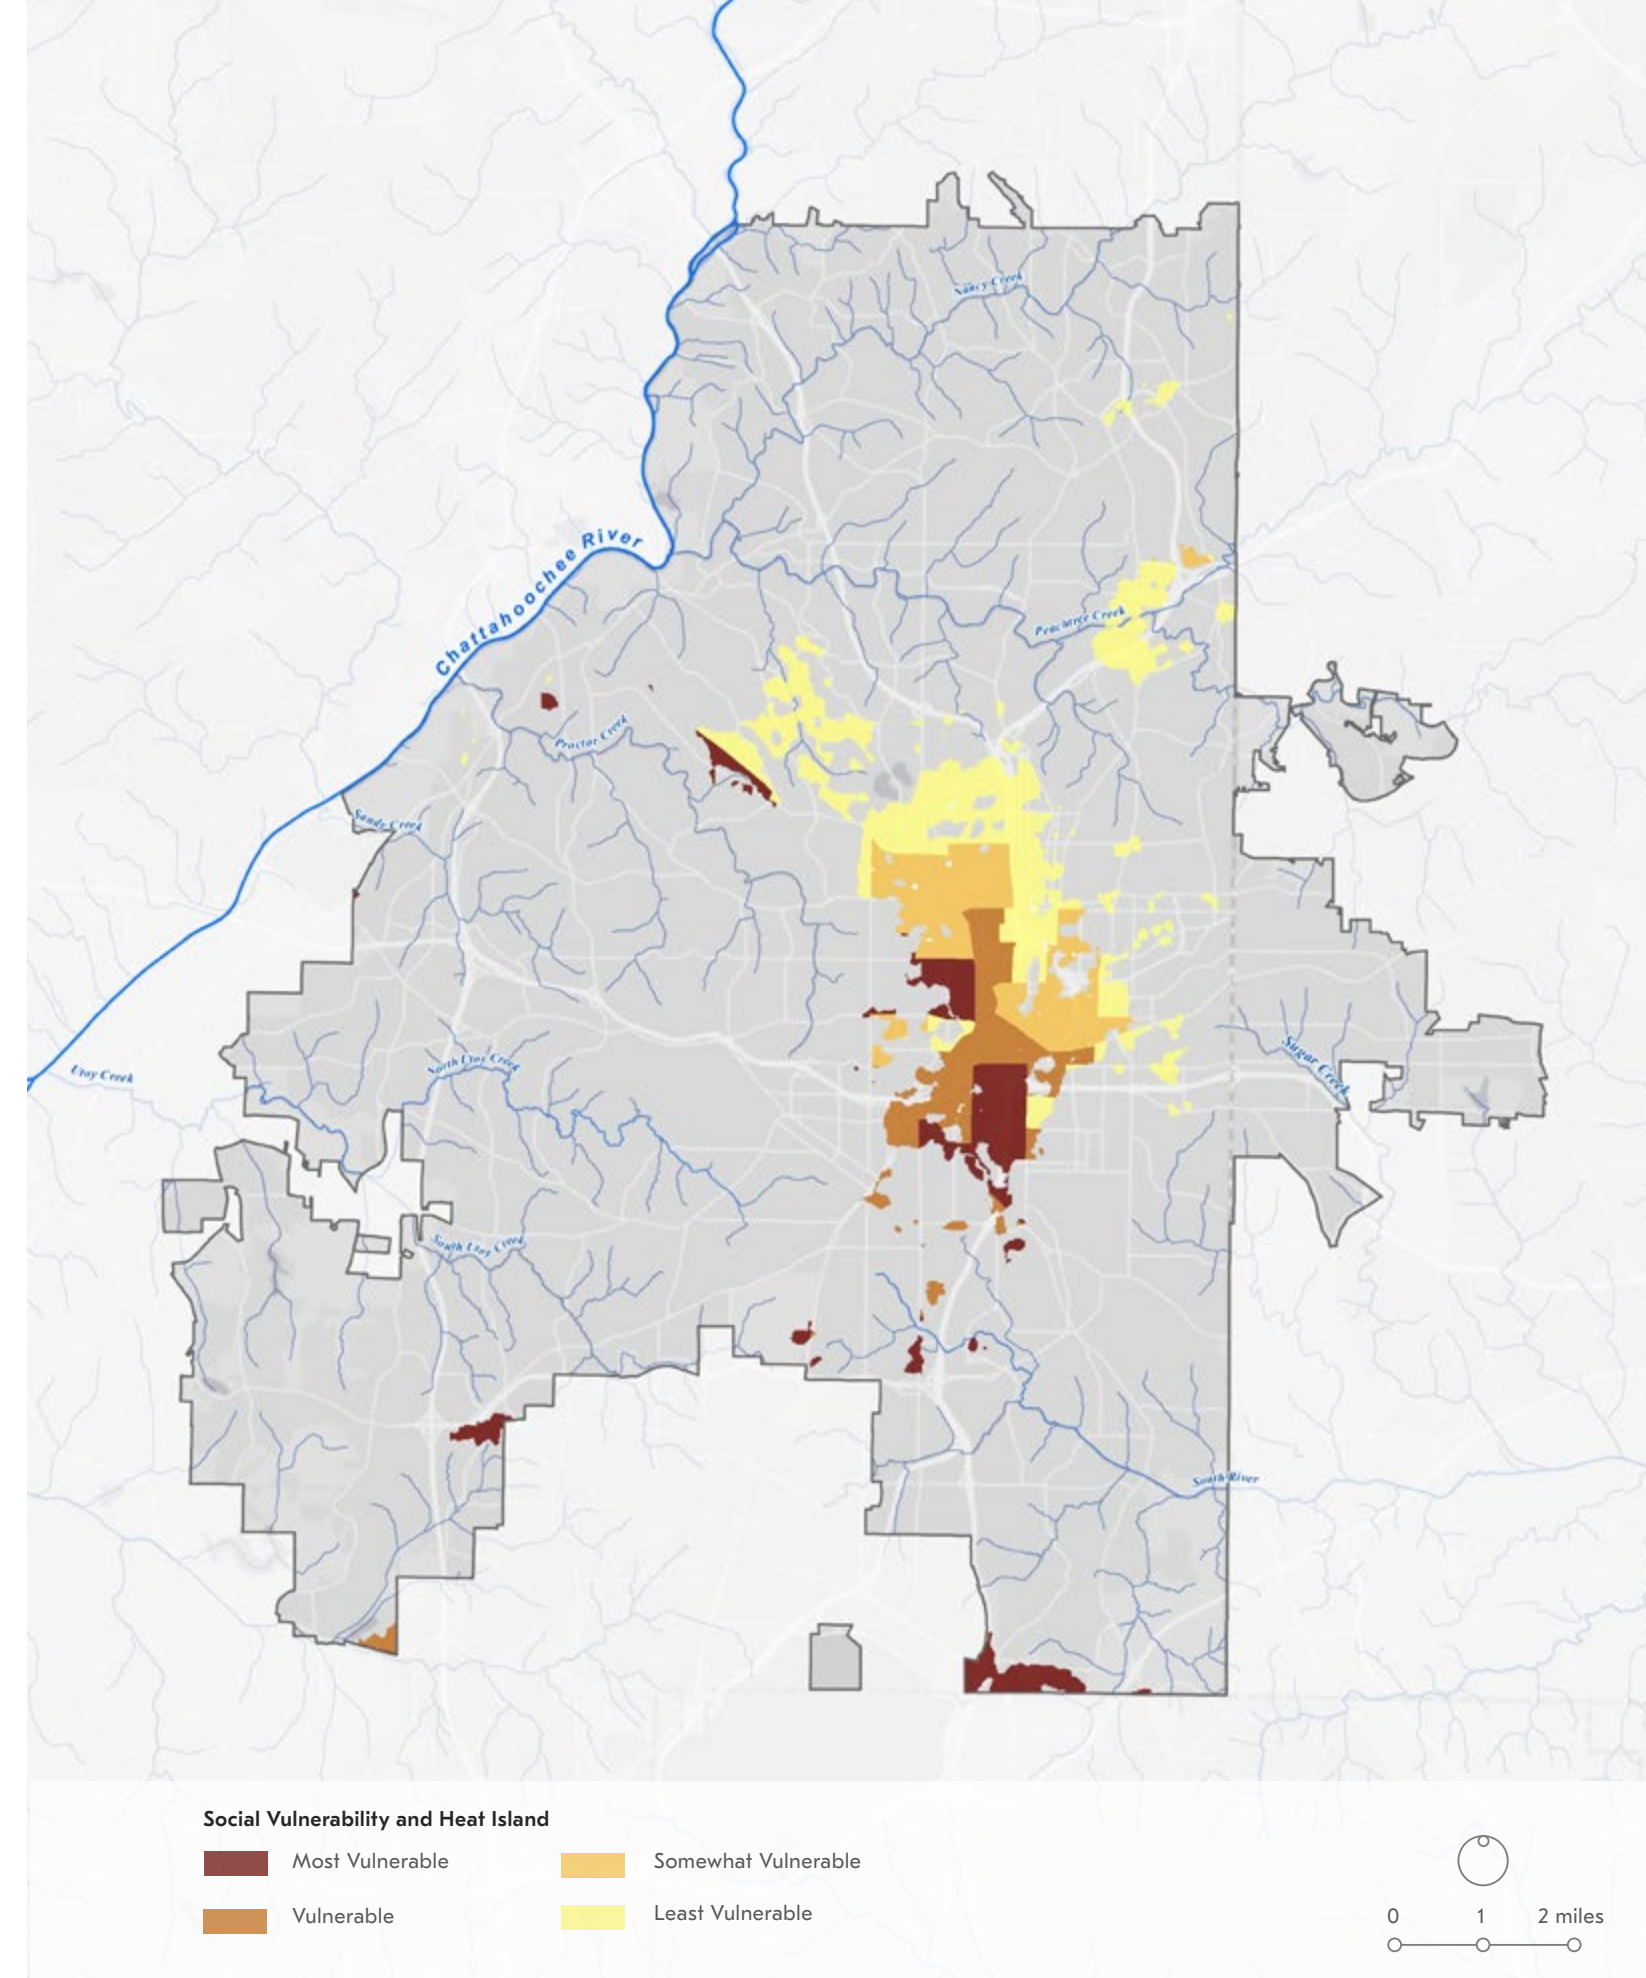 Nancy Creek
Chattahoochee River
Peachtree Creek
Proctor Creek
Sandy Creek
Utoy Creek
North Utoy Creek
Sugar Creek
South Utoy Creek
South River
Social Vulnerability and Heat Island
Most Vulnerable
Somewhat Vulnerable
Vulnerable
Least Vulnerable
0 1 2 miles